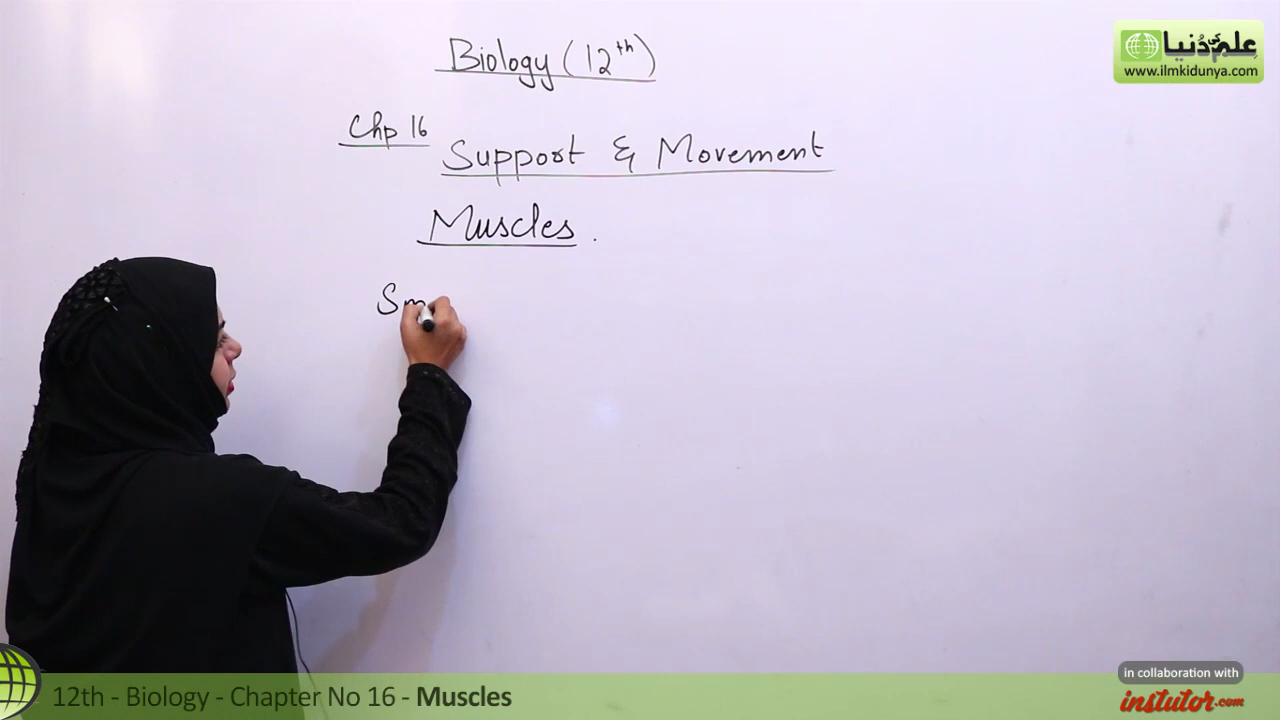 Biology (12th)
Chp 16
Support & Movement
Muscles.
Sm
علم کی دُنیا
www.ilmkidunya.com
in collaboration with
instutor.com
12th - Biology - Chapter No 16 - Muscles